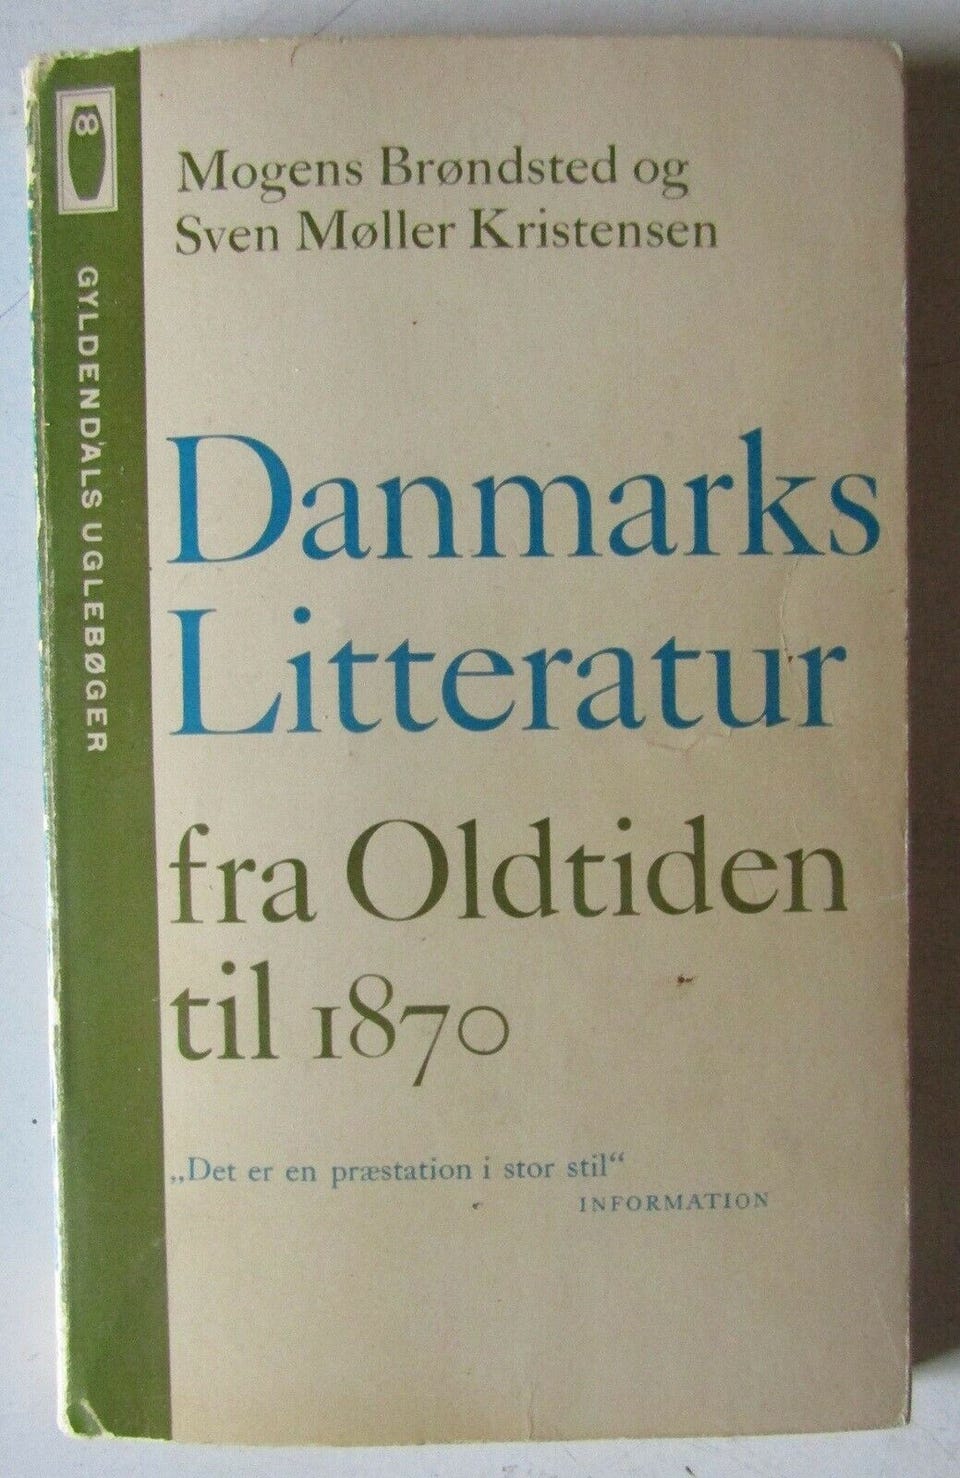 Mogens Brøndsted og
Sven Møller Kristensen
Danmarks
Litteratur
fra Oldtiden
til 1870
„Det er en præstation i stor stil“
INFORMATION
GYLDENDALS UGLEBØGER